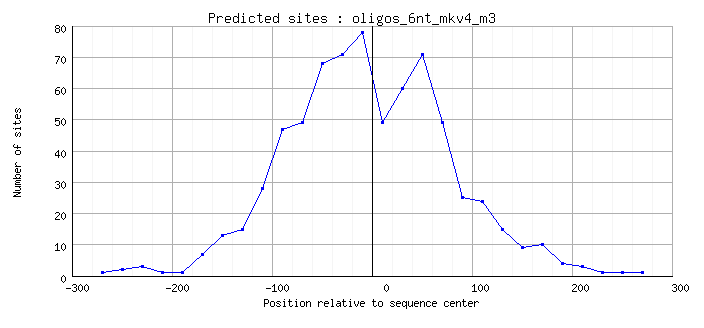 Predicted sites : oligos_6nt_mkv4_m3
80
70
60
50
40
30
20
10
0
Number of sites
-300 -200 -100 0 100 200 300
Position relative to sequence center